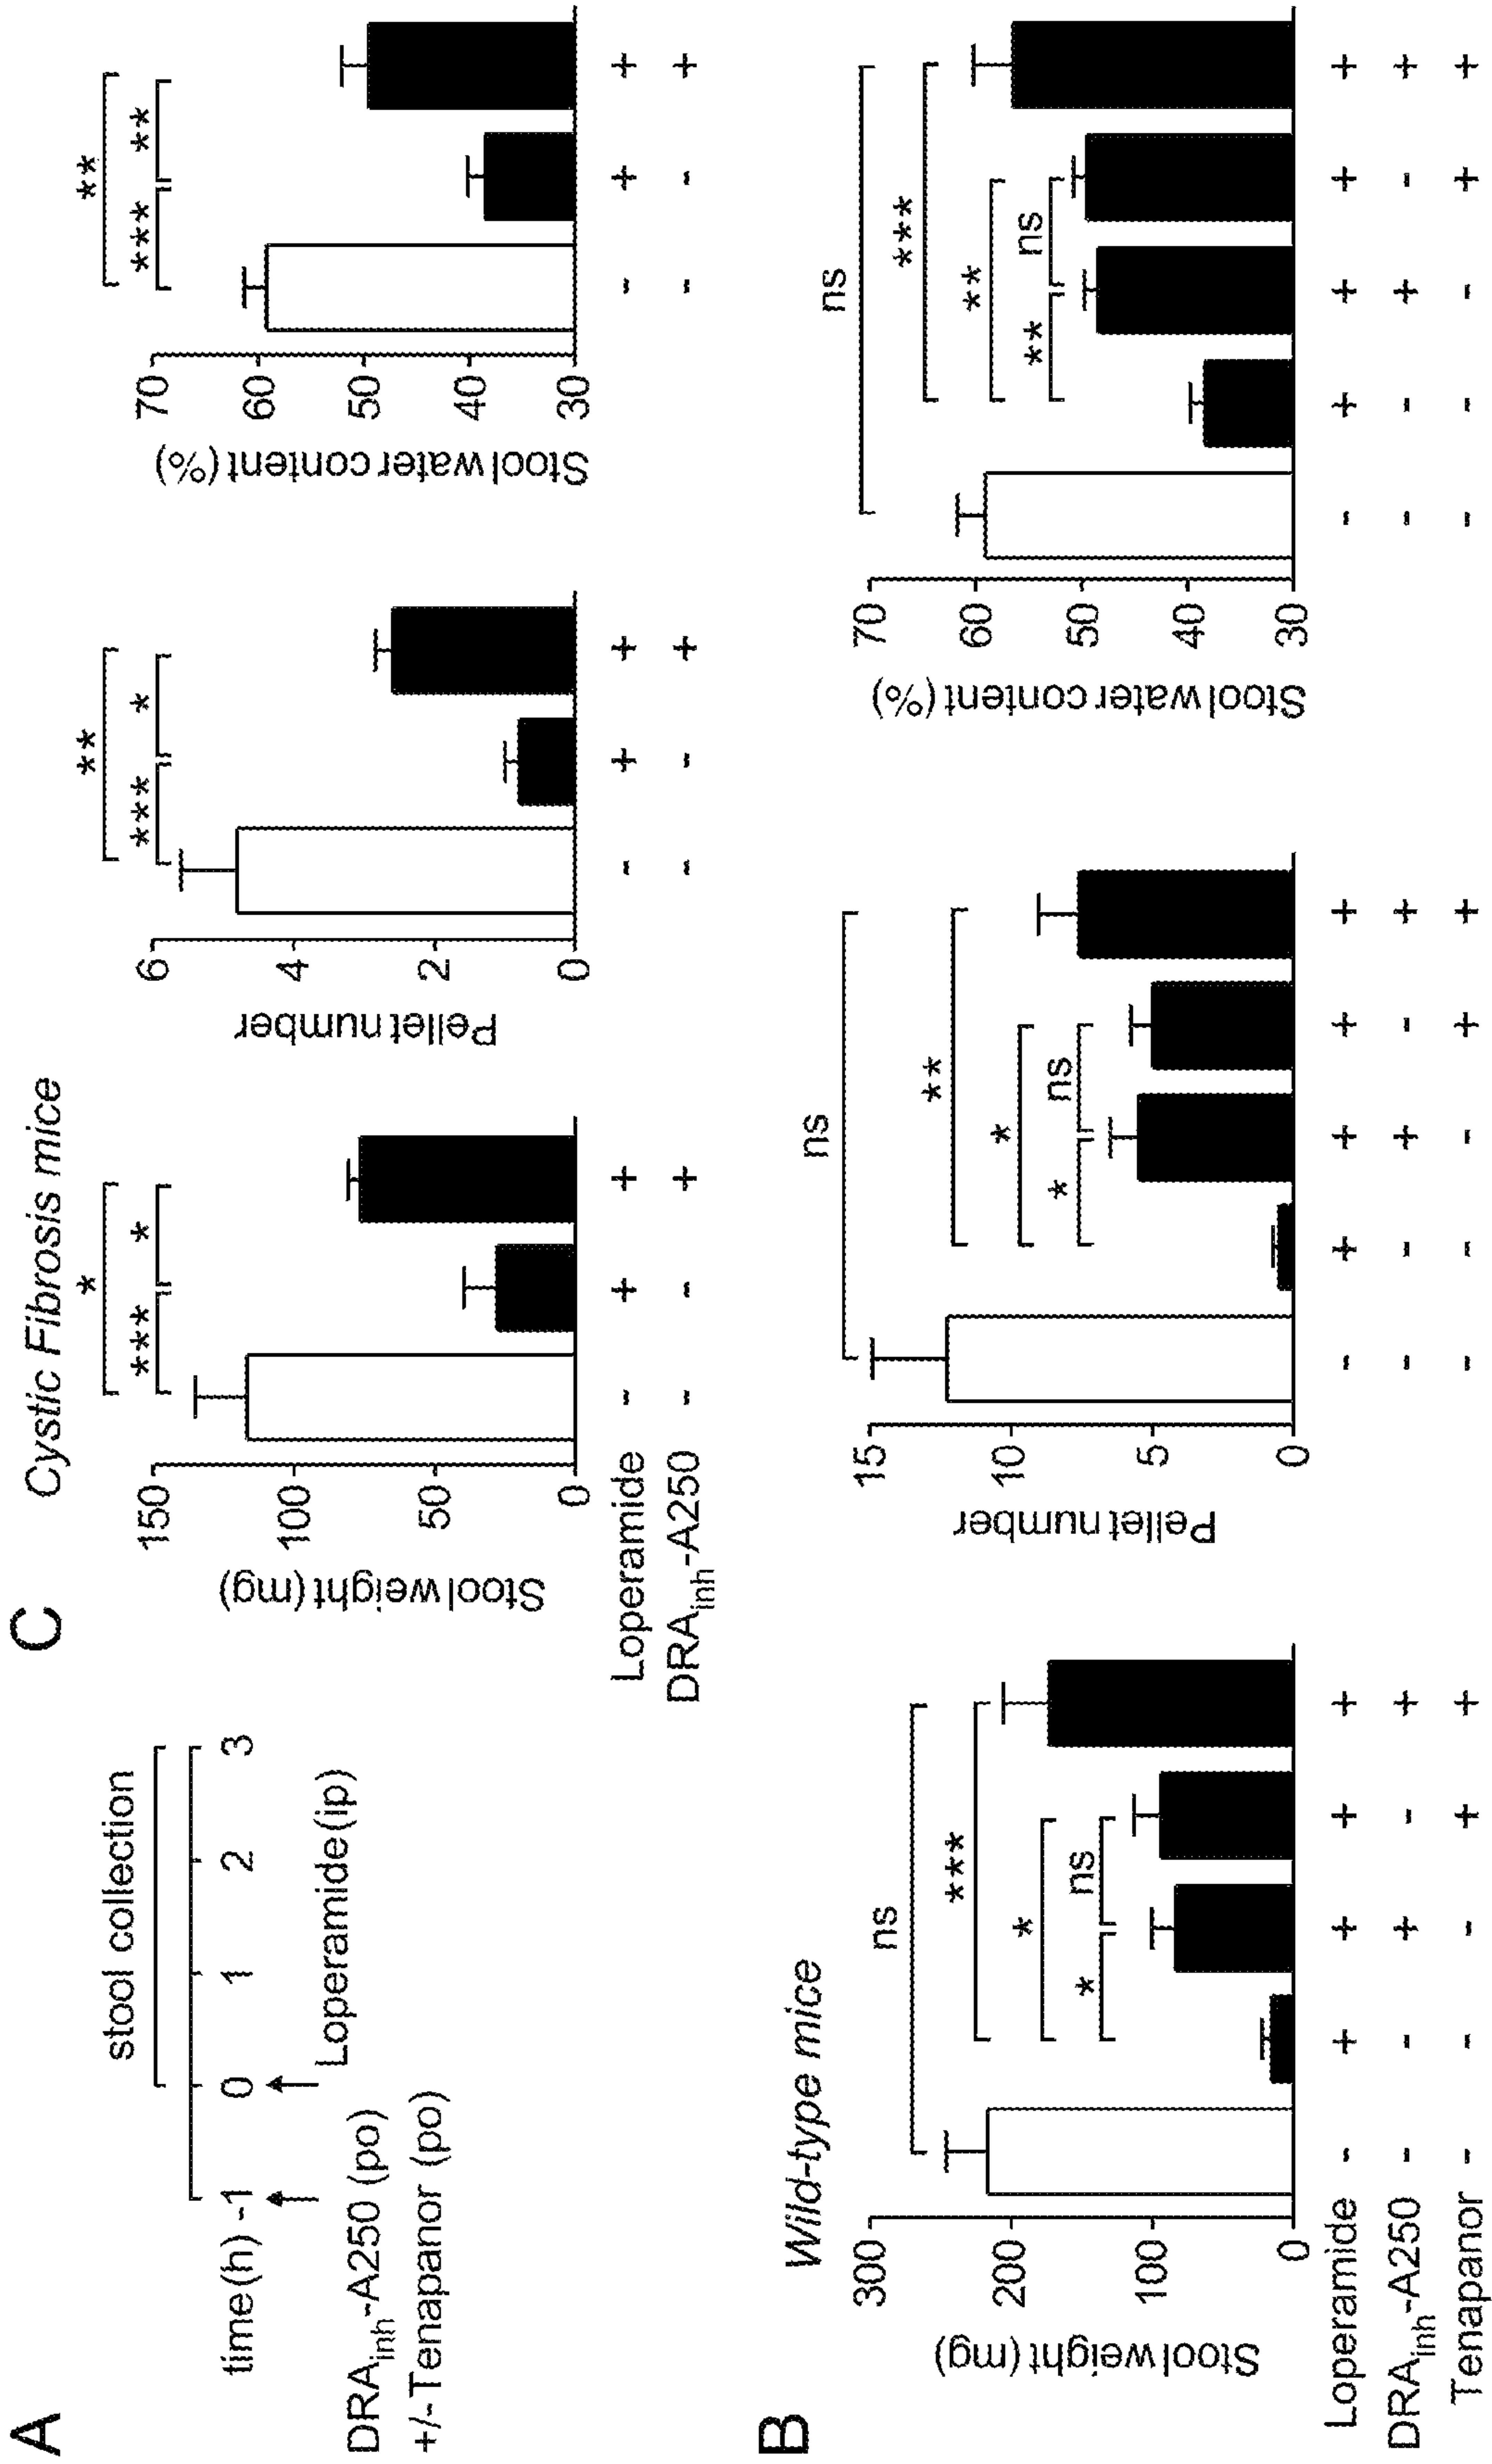 A
stool collection
time(h) -1 0 1 2 3
DRAinh-A250 (po) Loperamide(ip)
+/-Tenapanor (po)
B
Wild-type mice
ns
***
*
* ns
300
200
100
0
Stool weight (mg)
Loperamide - + + + +
DRAinh-A250 - - + - +
Tenapanor - - - + +
ns
**
*
* ns
15
10
5
0
Pellet number
- + + + +
- - + - +
- - - + +
ns
***
**
** ns
70
60
50
40
30
Stool water content (%)
- + + + +
- - + - +
- - - + +
C
Cystic Fibrosis mice
*
*** *
150
100
50
0
Stool weight (mg)
Loperamide - + +
DRAinh-A250 - - +
**
*** *
6
4
2
0
Pellet number
- + +
- - +
**
*** **
70
60
50
40
30
Stool water content (%)
- + +
- - +